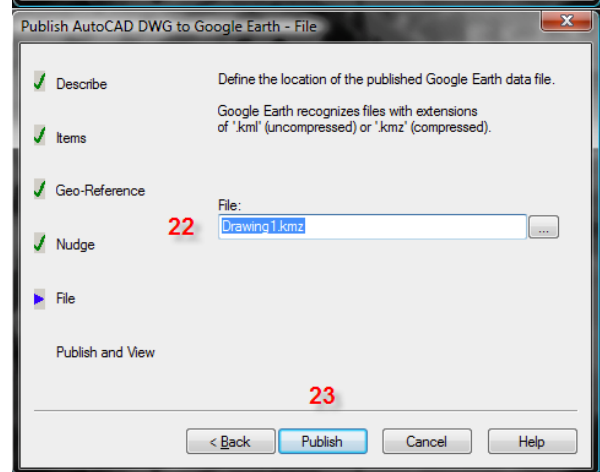 Publish AutoCAD DWG to Google Earth - File
Describe
Items
Geo-Reference
Nudge
File
Publish and View
Define the location of the published Google Earth data file.
Google Earth recognizes files with extensions
of '.kml' (uncompressed) or '.kmz' (compressed).
File:
22 Drawing1.kmz ...
23
< Back Publish Cancel Help